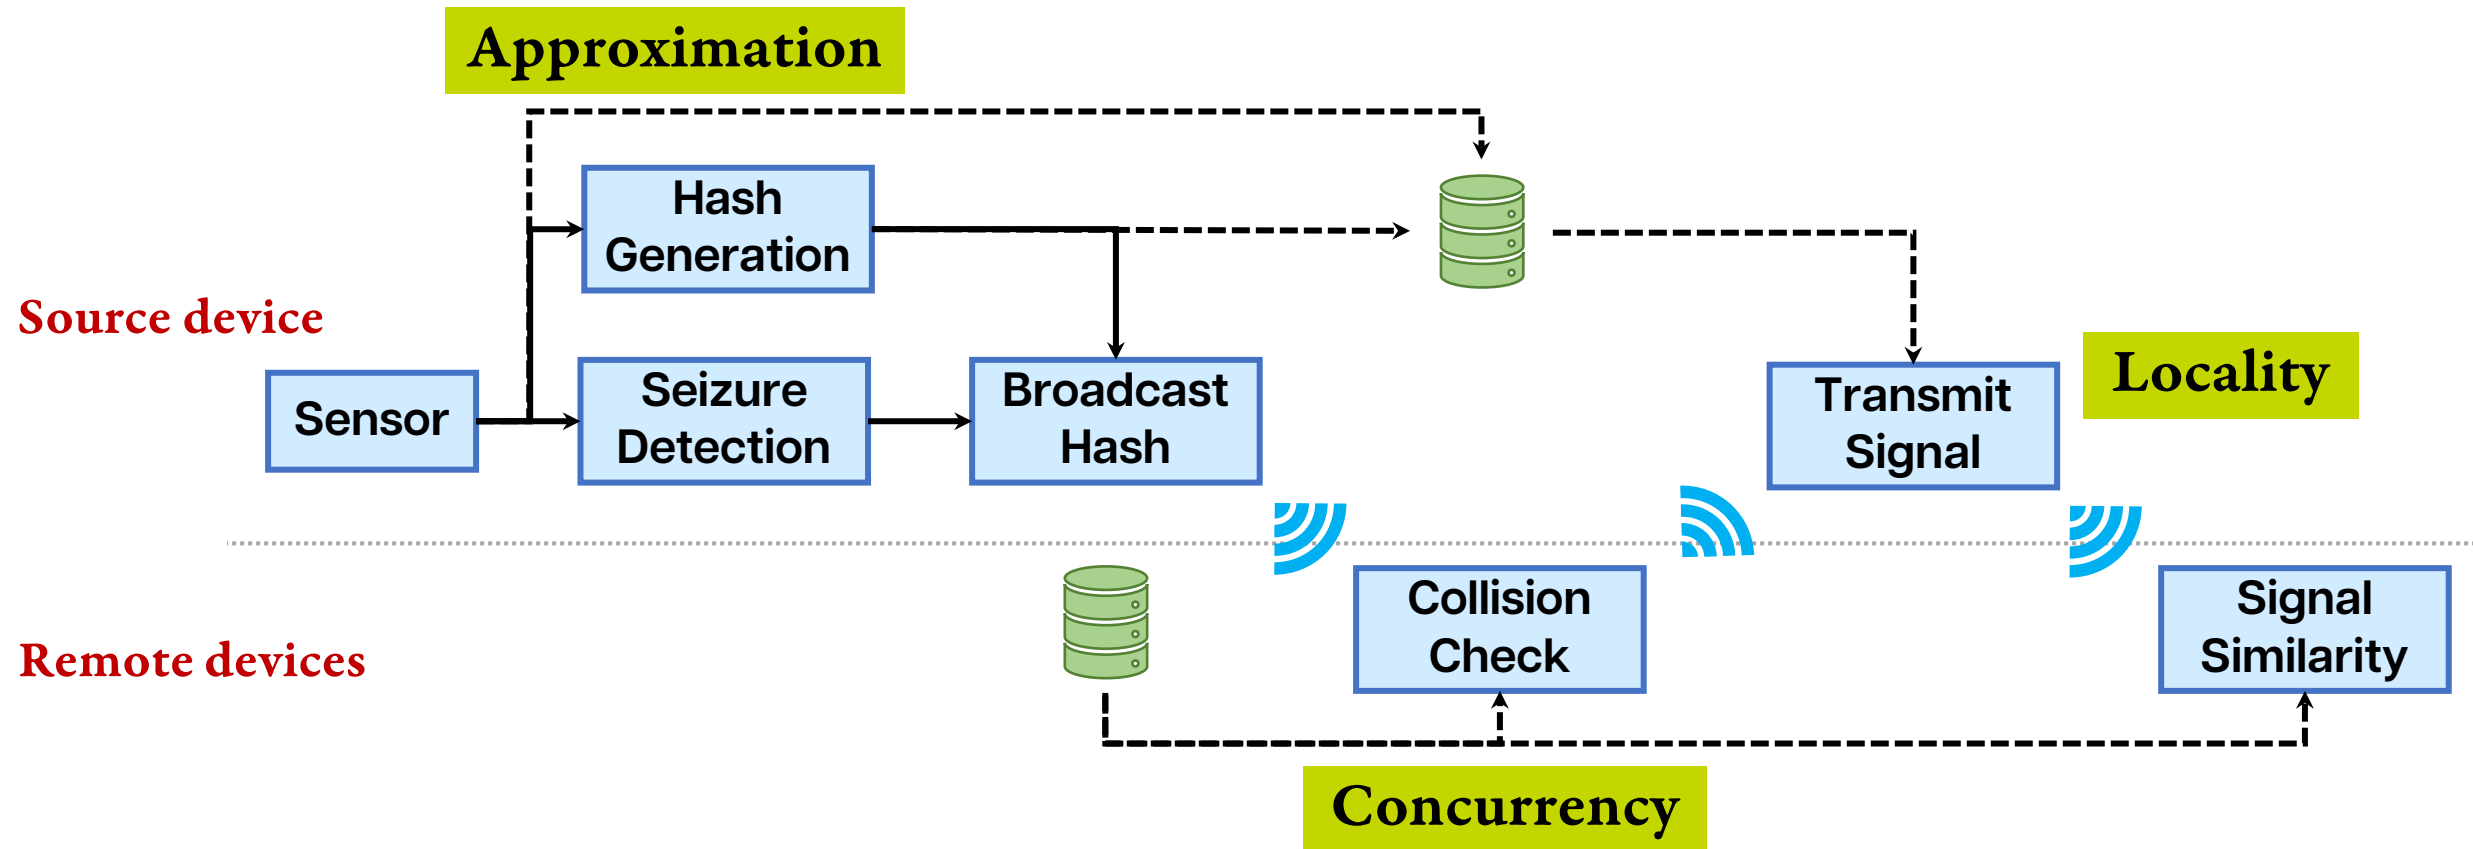 Approximation
Hash
Generation
Source device
Sensor
Seizure
Detection
Broadcast
Hash
Transmit
Signal
Locality
Remote devices
Collision
Check
Signal
Similarity
Concurrency